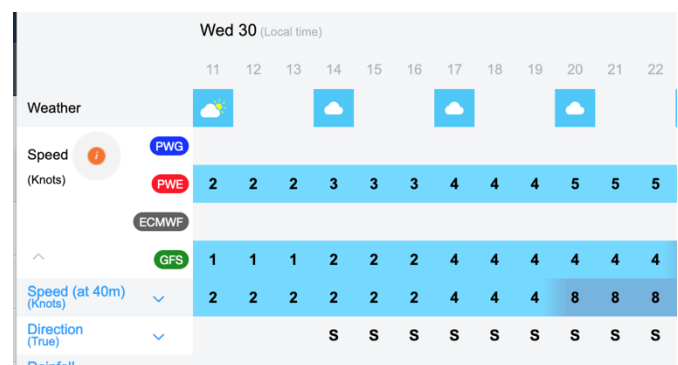 Wed 30 (Local time)
11 12 13 14 15 16 17 18 19 20 21 22
Weather
Speed i PWG
(Knots) PWE 2 2 2 3 3 3 4 4 4 5 5 5
ECMWF
GFS 1 1 1 2 2 2 4 4 4 4 4 4
Speed (at 40m)
(Knots) 2 2 2 2 2 2 4 4 4 8 8 8
Direction
(True) S S S S S S S S S
Rainfall